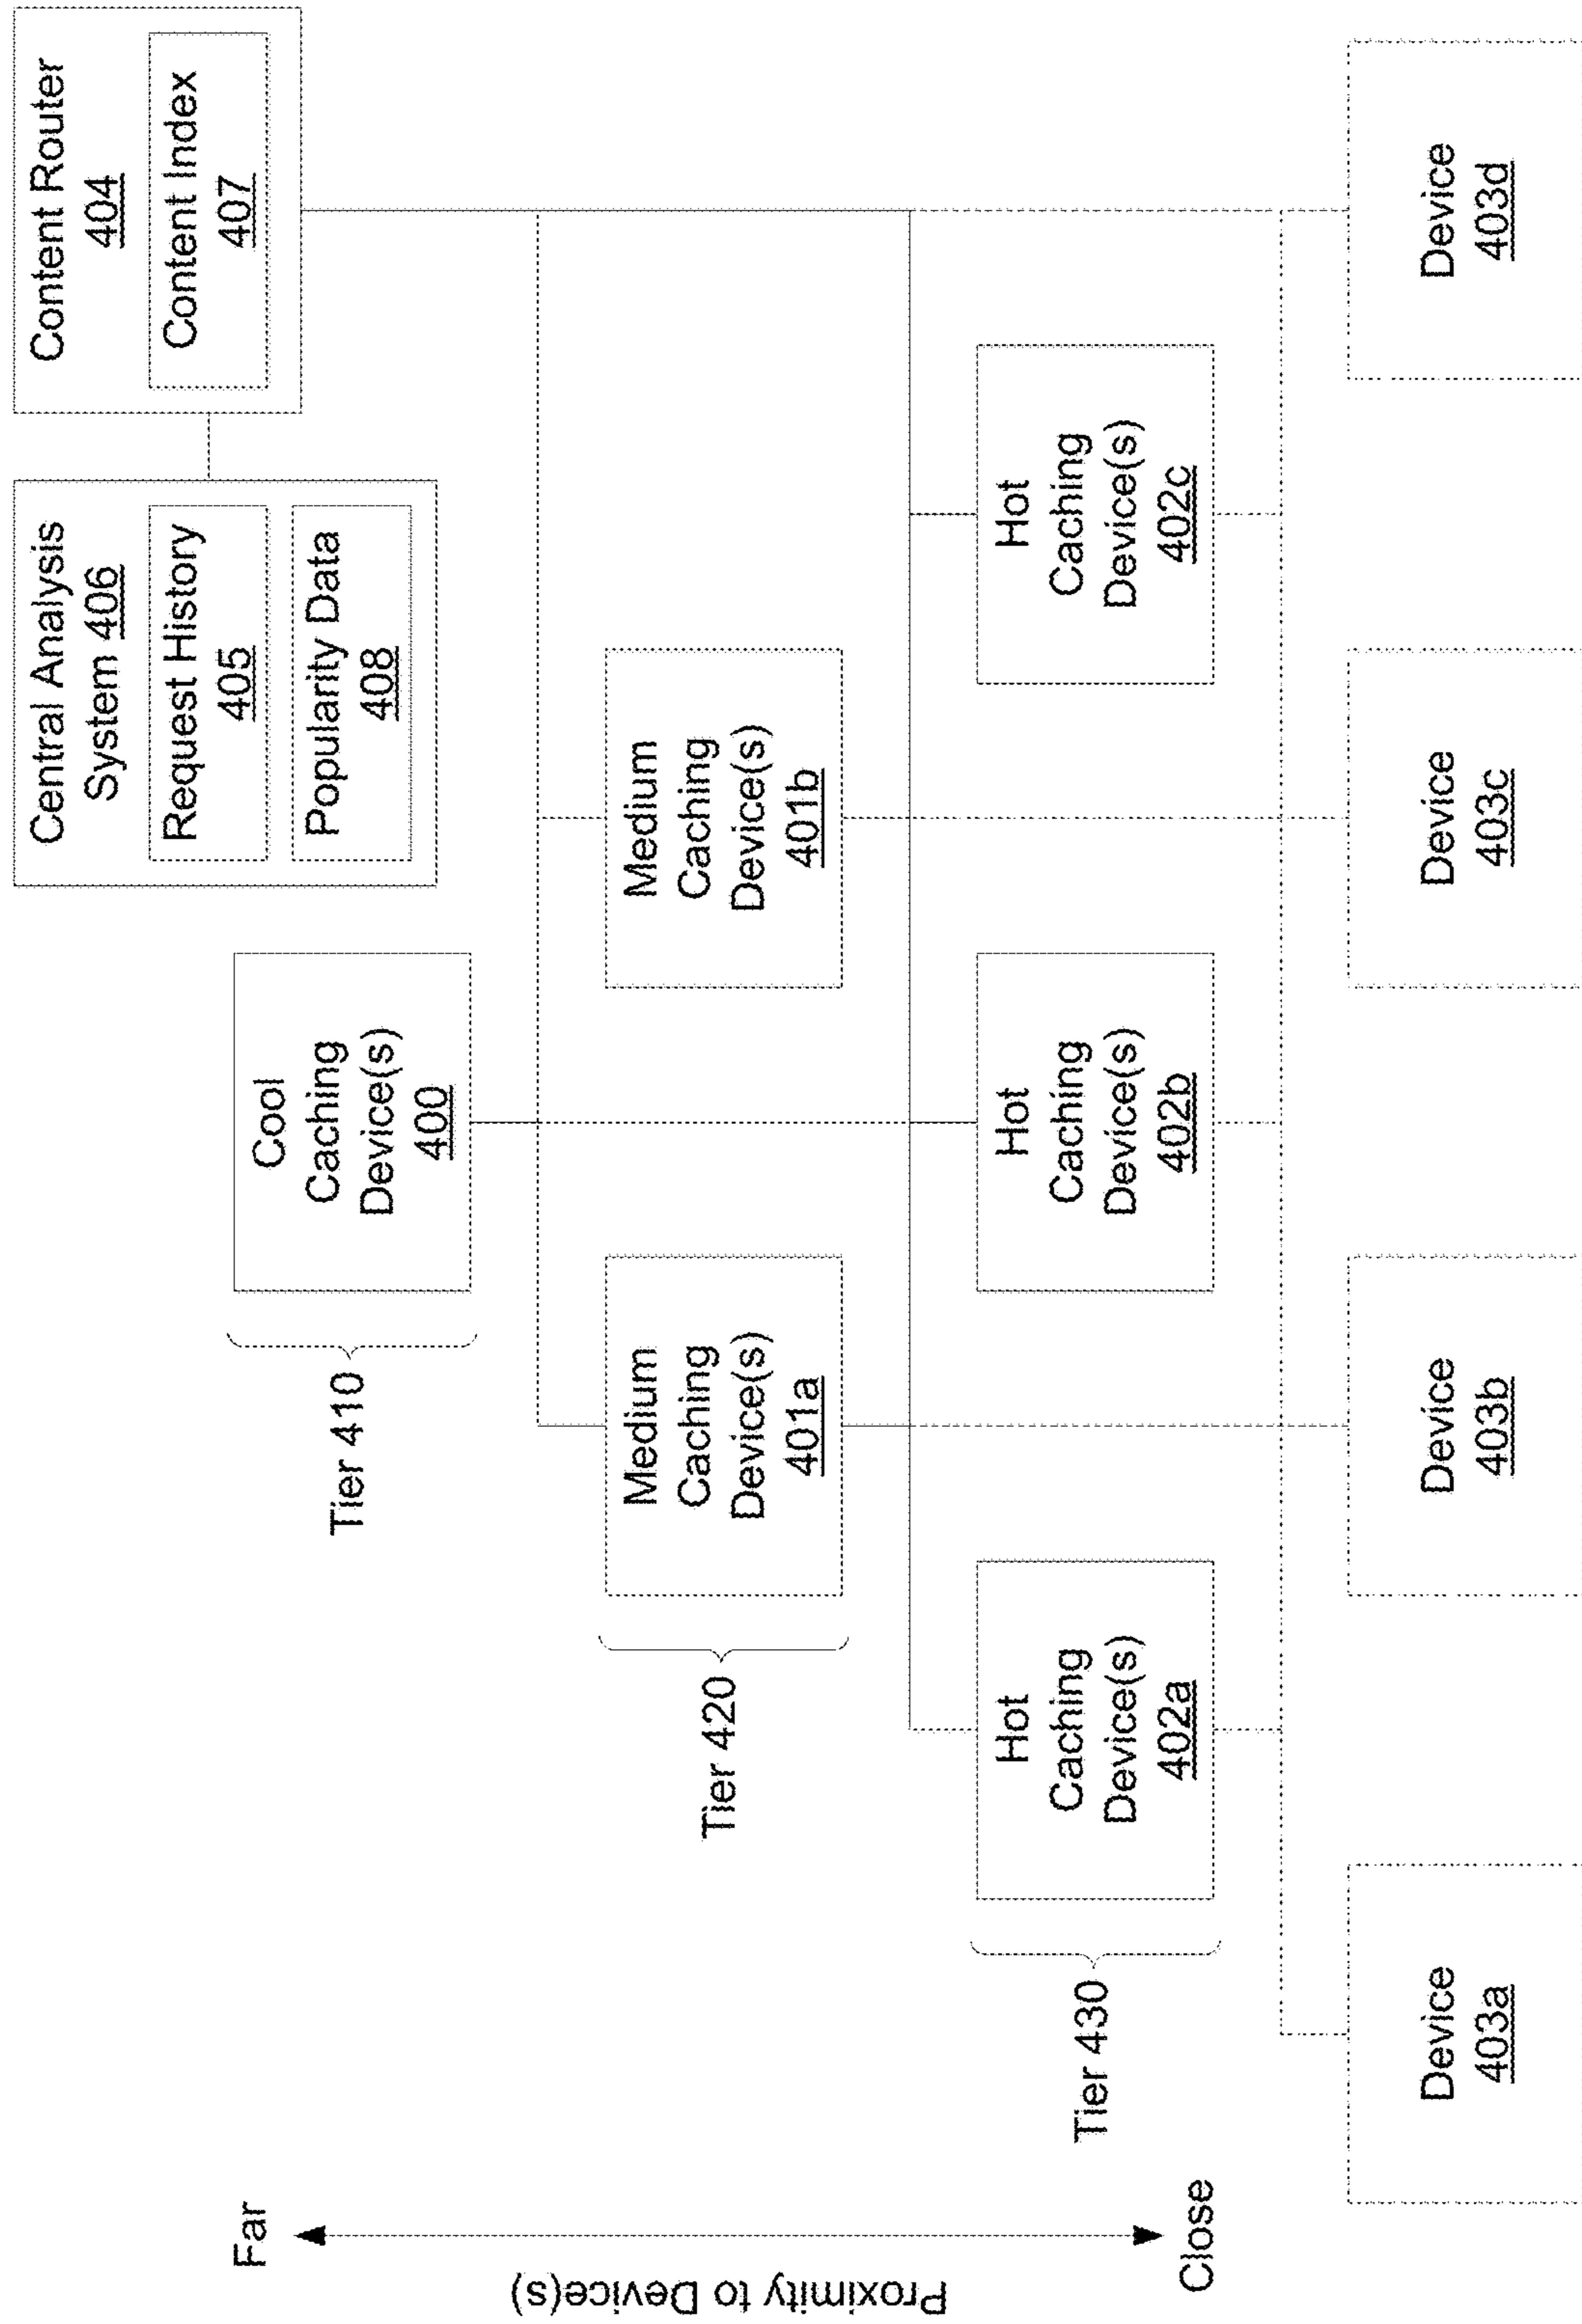 Central Analysis
System 406
Request History
405
Popularity Data
408
Content Router
404
Content Index
407
Far
Proximity to Device(s)
Close
Tier 410
Cool
Caching
Device(s)
400
Tier 420
Medium
Caching
Device(s)
401a
Medium
Caching
Device(s)
401b
Tier 430
Hot
Caching
Device(s)
402a
Hot
Caching
Device(s)
402b
Hot
Caching
Device(s)
402c
Device
403a
Device
403b
Device
403c
Device
403d